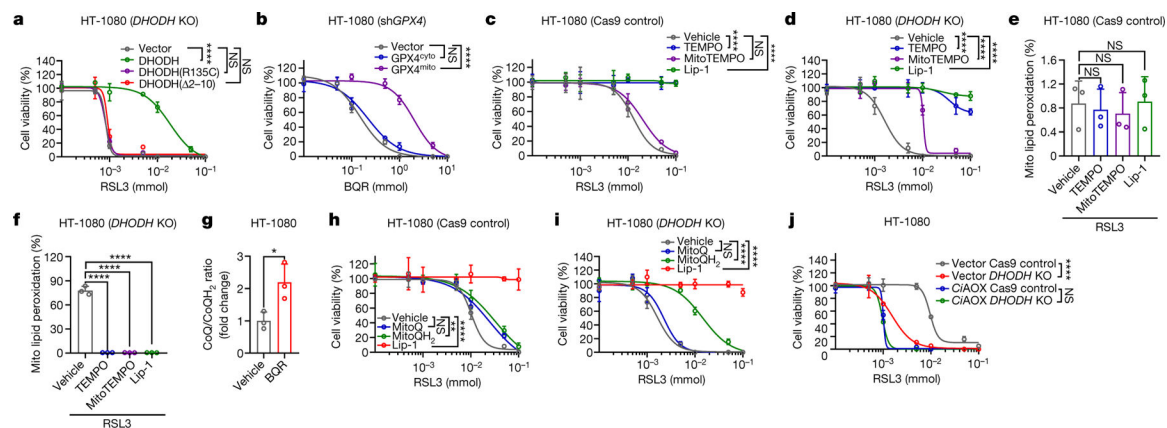 a HT-1080 (DHODH KO)
Vector
DHODH
DHODH(R135C)
DHODH(Δ2–10)
**** NS NS
Cell viability (%)
140
120
100
80
60
40
20
0
10⁻³ 10⁻² 10⁻¹
RSL3 (mmol)
b HT-1080 (shGPX4)
Vector
GPX4cyto
GPX4mito
NS ****
Cell viability (%)
120
100
80
60
40
20
0
10⁻¹ 10⁰ 10¹
BQR (mmol)
c HT-1080 (Cas9 control)
Vehicle
TEMPO
MitoTEMPO
Lip-1
**** NS ****
Cell viability (%)
140
120
100
80
60
40
20
0
10⁻³ 10⁻² 10⁻¹
RSL3 (mmol)
d HT-1080 (DHODH KO)
Vehicle
TEMPO
MitoTEMPO
Lip-1
**** **** ****
Cell viability (%)
140
120
100
80
60
40
20
0
10⁻³ 10⁻² 10⁻¹
RSL3 (mmol)
e HT-1080 (Cas9 control)
NS
NS
NS
Mito lipid peroxidation (%)
1.6
1.2
0.8
0.4
0
Vehicle
TEMPO
MitoTEMPO
Lip-1
RSL3
f HT-1080 (DHODH KO)
****
****
****
Mito lipid peroxidation (%)
120
90
60
30
0
Vehicle
TEMPO
MitoTEMPO
Lip-1
RSL3
g HT-1080
*
CoQ/CoQH₂ ratio
(fold change)
3
2
1
0
Vehicle
BQR
h HT-1080 (Cas9 control)
Vehicle
MitoQ
MitoQH₂
Lip-1
NS ** ****
Cell viability (%)
120
100
80
60
40
20
0
10⁻³ 10⁻² 10⁻¹
RSL3 (mmol)
i HT-1080 (DHODH KO)
Vehicle
MitoQ
MitoQH₂
Lip-1
NS **** ****
Cell viability (%)
120
100
80
60
40
20
0
10⁻³ 10⁻² 10⁻¹
RSL3 (mmol)
j HT-1080
Vector Cas9 control
Vector DHODH KO
CiAOX Cas9 control
CiAOX DHODH KO
****
NS
Cell viability (%)
140
120
100
80
60
40
20
0
10⁻³ 10⁻² 10⁻¹
RSL3 (mmol)